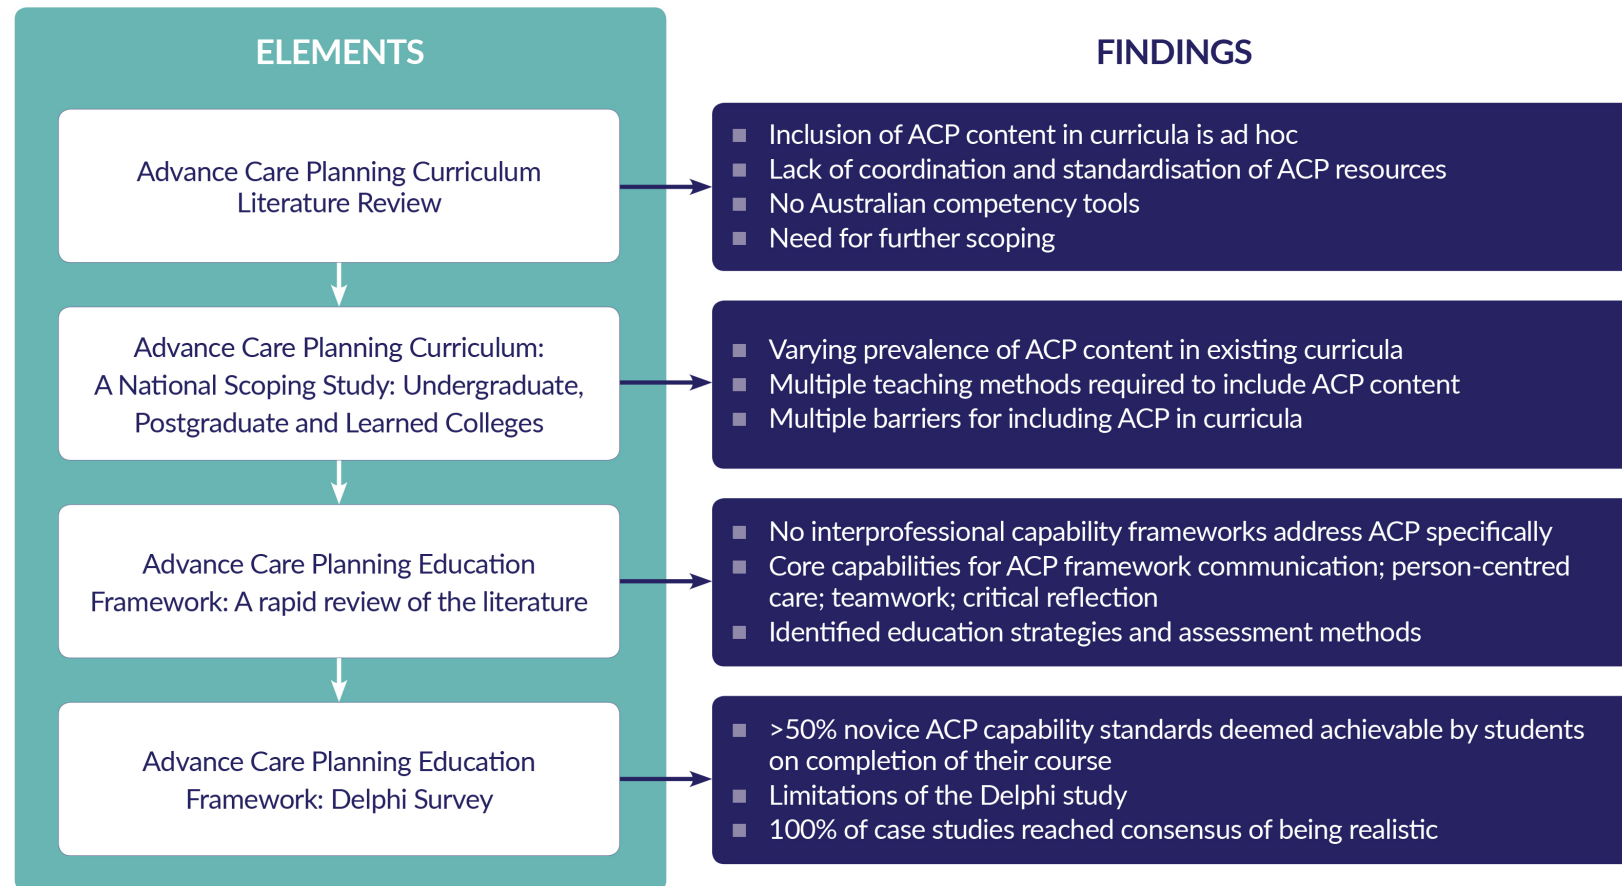 ELEMENTS
FINDINGS
Advance Care Planning Curriculum
Literature Review
Inclusion of ACP content in curricula is ad hoc
Lack of coordination and standardisation of ACP resources
No Australian competency tools
Need for further scoping
Advance Care Planning Curriculum:
A National Scoping Study: Undergraduate,
Postgraduate and Learned Colleges
Varying prevalence of ACP content in existing curricula
Multiple teaching methods required to include ACP content
Multiple barriers for including ACP in curricula
Advance Care Planning Education
Framework: A rapid review of the literature
No interprofessional capability frameworks address ACP specifically
Core capabilities for ACP framework communication; person-centred
care; teamwork; critical reflection
Identified education strategies and assessment methods
Advance Care Planning Education
Framework: Delphi Survey
>50% novice ACP capability standards deemed achievable by students
on completion of their course
Limitations of the Delphi study
100% of case studies reached consensus of being realistic